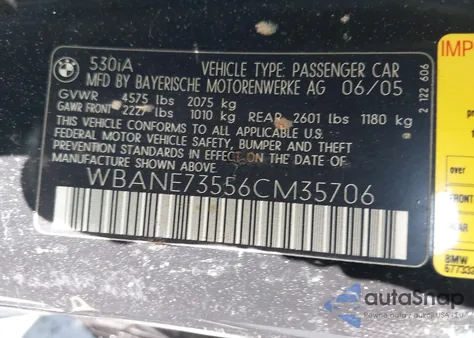 530iA VEHICLE TYPE: PASSENGER CAR
MFD BY BAYERISCHE MOTORENWERKE AG 06/05
GVWR 4575 lbs 2075 kg
GAWR FRONT 2227 lbs 1010 kg REAR 2601 lbs 1180 kg
THIS VEHICLE CONFORMS TO ALL APPLICABLE U.S.
FEDERAL MOTOR VEHICLE SAFETY, BUMPER AND THEFT
PREVENTION STANDARDS IN EFFECT ON THE DATE OF
MANUFACTURE SHOWN ABOVE
WBANE73556CM35706
2 122 606
IMP
over
BMW
autoSnap